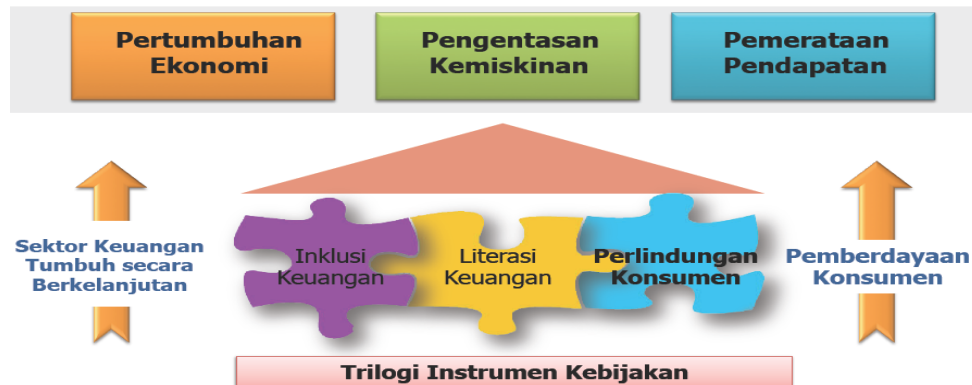 Pertumbuhan
Ekonomi
Pengentasan
Kemiskinan
Pemerataan
Pendapatan
Sektor Keuangan
Tumbuh secara
Berkelanjutan
Inklusi
Keuangan
Literasi
Keuangan
Perlindungan
Konsumen
Pemberdayaan
Konsumen
Trilogi Instrumen Kebijakan